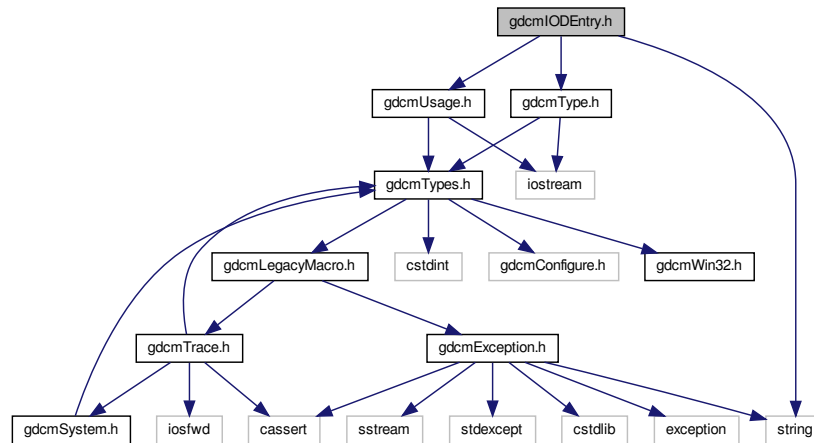 gdcmIODEntry.h
gdcmUsage.h
gdcmType.h
gdcmTypes.h
iostream
gdcmLegacyMacro.h
cstdint
gdcmConfigure.h
gdcmWin32.h
gdcmTrace.h
gdcmException.h
gdcmSystem.h
iosfwd
cassert
sstream
stdexcept
cstdlib
exception
string